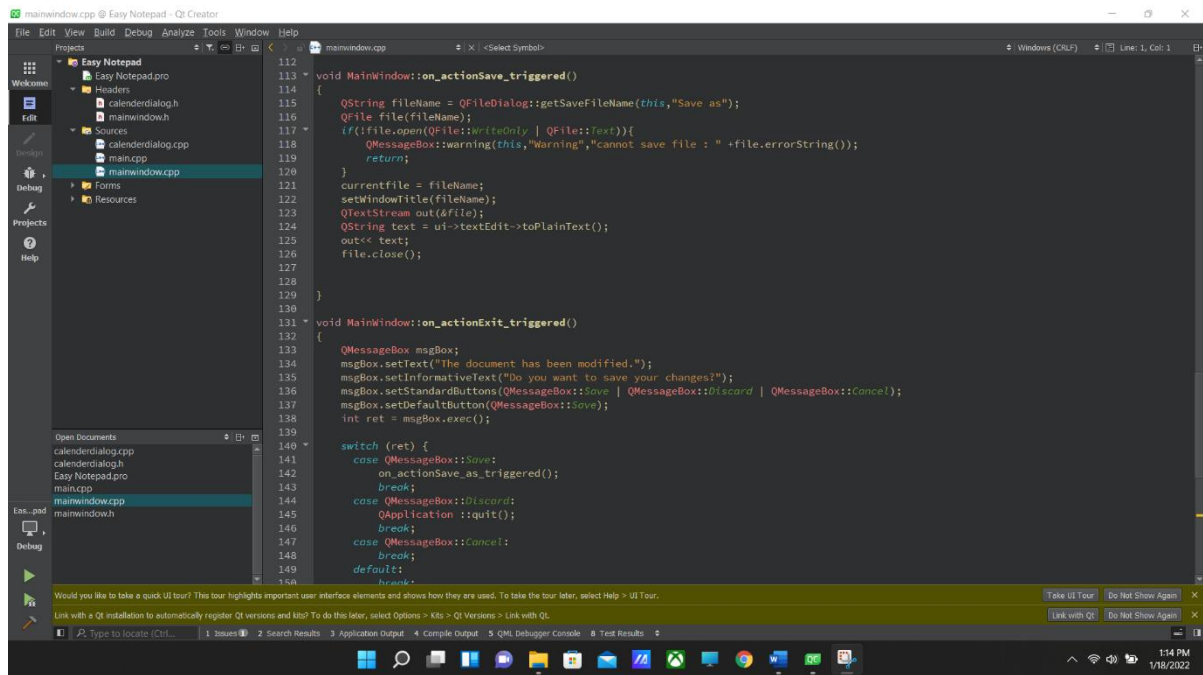 mainwindow.cpp @ Easy Notepad - Qt Creator
File Edit View Build Debug Analyze Tools Window Help
Projects
mainwindow.cpp
<Select Symbol>
Windows (CRLF)
Line: 1, Col: 1
Welcome
Edit
Design
Debug
Projects
Help
Easy Notepad
Easy Notepad.pro
Headers
calenderdialog.h
mainwindow.h
Sources
calenderdialog.cpp
main.cpp
mainwindow.cpp
Forms
Resources
112
113 void MainWindow::on_actionSave_triggered()
114 {
115 QString fileName = QFileDialog::getSaveFileName(this,"Save as");
116 QFile file(fileName);
117 if(!file.open(QFile::WriteOnly | QFile::Text)){
118 QMessageBox::warning(this,"Warning","cannot save file : " +file.errorString());
119 return;
120 }
121 currentfile = fileName;
122 setWindowTitle(fileName);
123 QTextStream out(&file);
124 QString text = ui->textEdit->toPlainText();
125 out<< text;
126 file.close();
127
128
129 }
130
131 void MainWindow::on_actionExit_triggered()
132 {
133 QMessageBox msgBox;
134 msgBox.setText("The document has been modified.");
135 msgBox.setInformativeText("Do you want to save your changes?");
136 msgBox.setStandardButtons(QMessageBox::Save | QMessageBox::Discard | QMessageBox::Cancel);
137 msgBox.setDefaultButton(QMessageBox::Save);
138 int ret = msgBox.exec();
139
140 switch (ret) {
141 case QMessageBox::Save:
142 on_actionSave_as_triggered();
143 break;
144 case QMessageBox::Discard:
145 QApplication ::quit();
146 break;
147 case QMessageBox::Cancel:
148 break;
149 default:
150 break;
Open Documents
calenderdialog.cpp
calenderdialog.h
Easy Notepad.pro
main.cpp
mainwindow.cpp
mainwindow.h
Eas...pad
Debug
Would you like to take a quick UI tour? This tour highlights important user interface elements and shows how they are used. To take the tour later, select Help > UI Tour.
Take UI Tour
Do Not Show Again
Link with a Qt installation to automatically register Qt versions and kits? To do this later, select Options > Kits > Qt Versions > Link with Qt.
Link with Qt
Do Not Show Again
Type to locate (Ctrl...
1 Issues 1 2 Search Results 3 Application Output 4 Compile Output 5 QML Debugger Console 8 Test Results
1:14 PM
1/18/2022